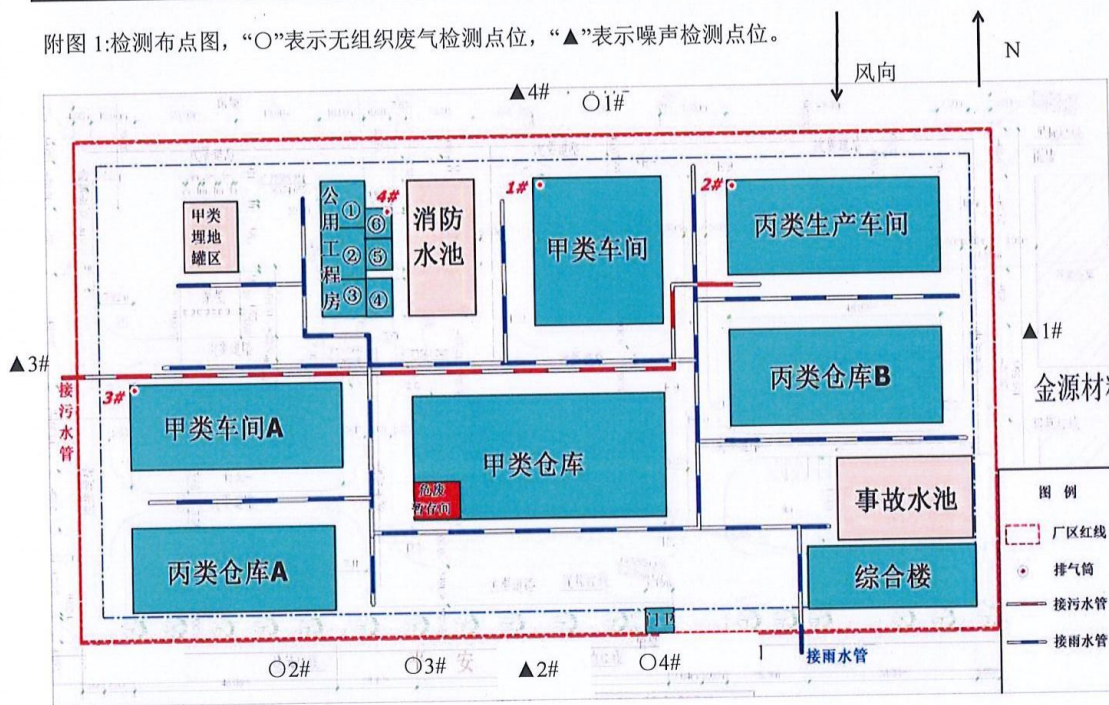 附图 1:检测布点图，“○”表示无组织废气检测点位，“▲”表示噪声检测点位。
风向
N
▲4#
○1#
甲类
埋地
罐区
公用工程房
①
②
③
④
⑤
⑥
4#
消防
水池
1#
甲类车间
2#
丙类生产车间
▲1#
▲3#
接污水管
3#
甲类车间A
甲类仓库
危废
暂存间
丙类仓库B
金源材料
事故水池
丙类仓库A
综合楼
图 例
厂区红线
排气筒
接污水管
接雨水管
接雨水管
○2#
○3#
安
▲2#
○4#